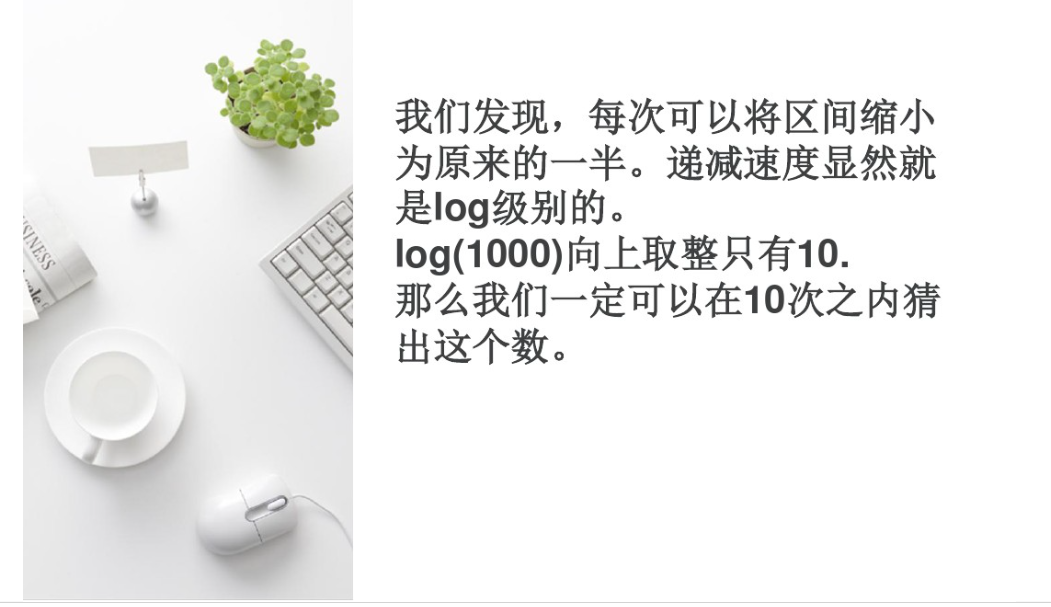 我们发现，每次可以将区间缩小
为原来的一半。递减速度显然就
是log级别的。
log(1000)向上取整只有10.
那么我们一定可以在10次之内猜
出这个数。